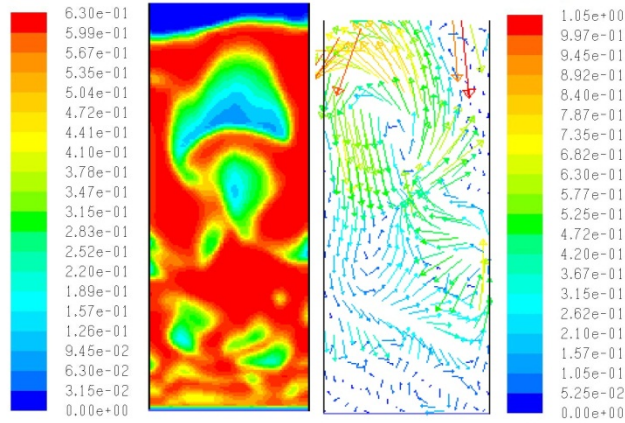 6.30e-01
5.99e-01
5.67e-01
5.35e-01
5.04e-01
4.72e-01
4.41e-01
4.10e-01
3.78e-01
3.47e-01
3.15e-01
2.83e-01
2.52e-01
2.20e-01
1.89e-01
1.57e-01
1.26e-01
9.45e-02
6.30e-02
3.15e-02
0.00e+00
1.05e+00
9.97e-01
9.45e-01
8.92e-01
8.40e-01
7.87e-01
7.35e-01
6.82e-01
6.30e-01
5.77e-01
5.25e-01
4.72e-01
4.20e-01
3.67e-01
3.15e-01
2.62e-01
2.10e-01
1.57e-01
1.05e-01
5.25e-02
0.00e+00